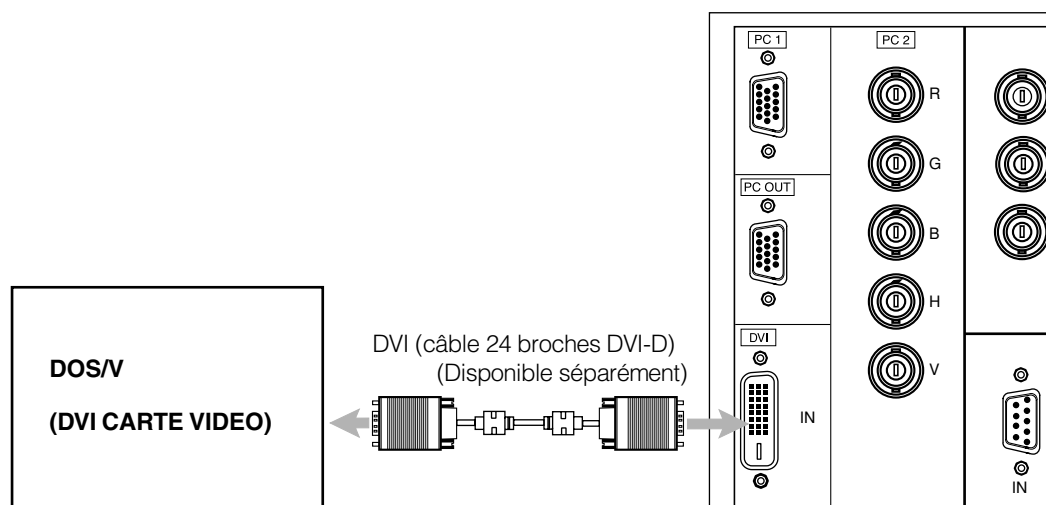 PC 1
PC 2
R
G
PC OUT
B
H
DVI
V
IN
IN
DVI (câble 24 broches DVI-D)
(Disponible séparément)
DOS/V
(DVI CARTE VIDEO)